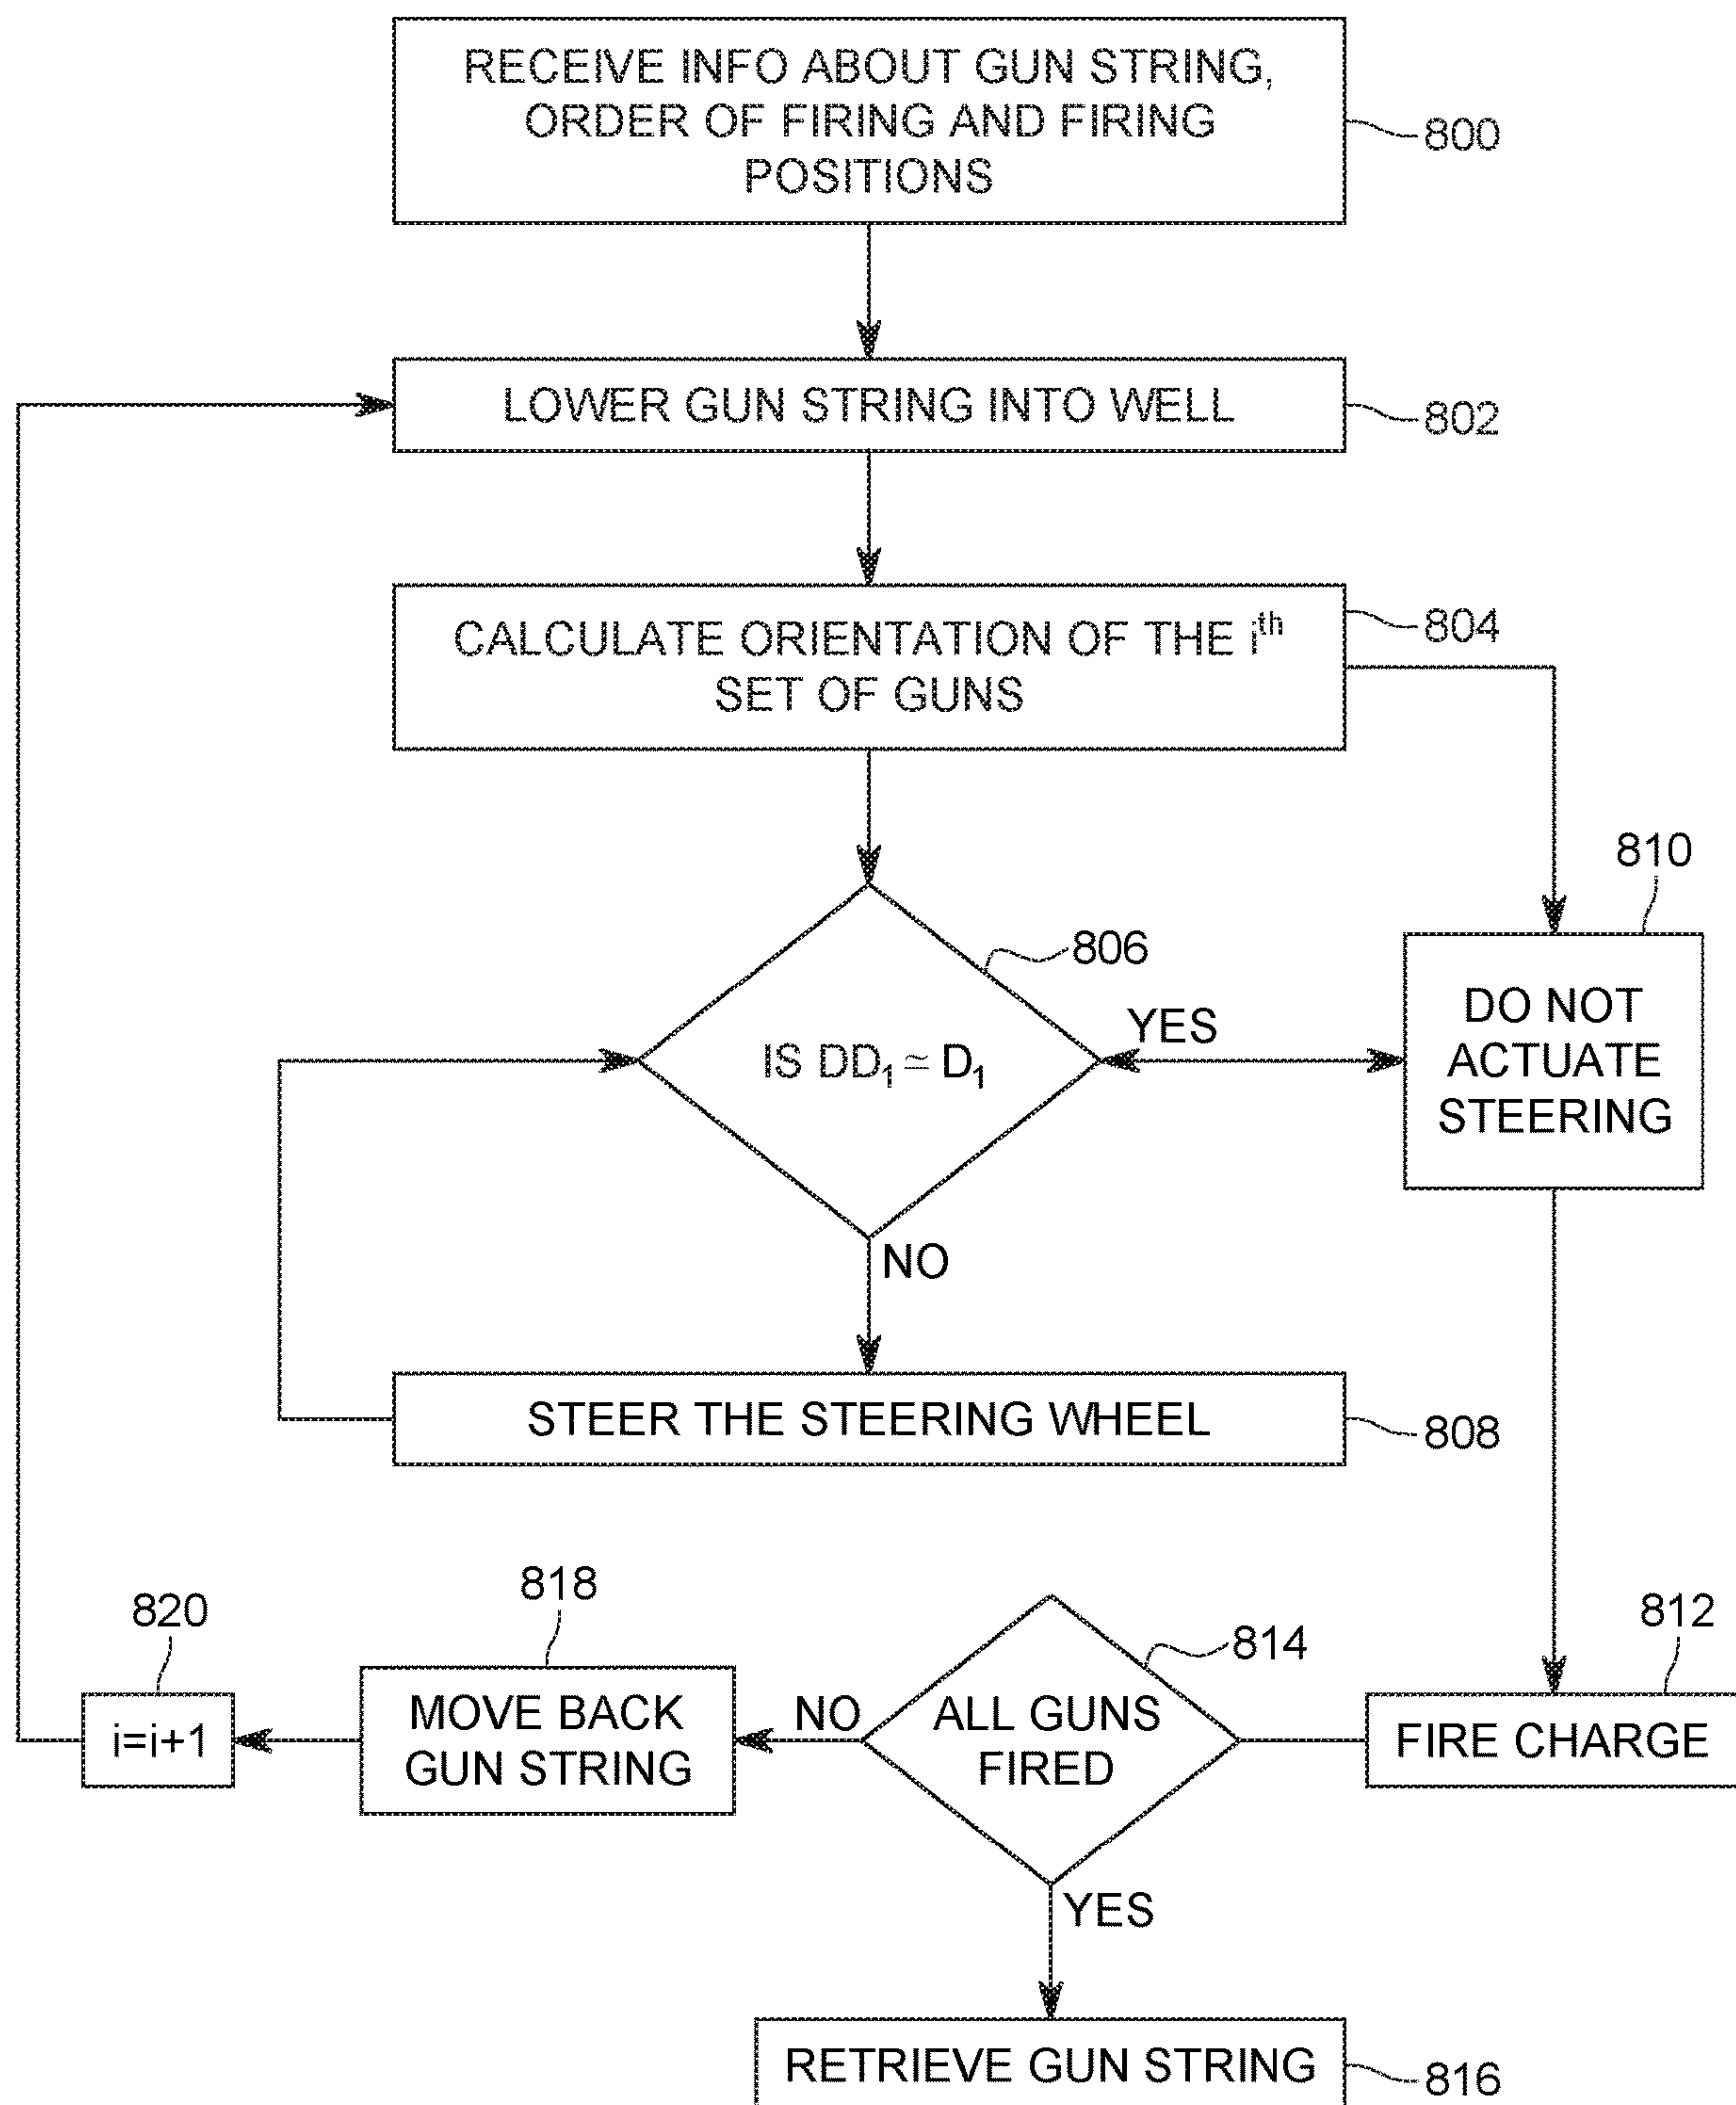 RECEIVE INFO ABOUT GUN STRING,
ORDER OF FIRING AND FIRING
POSITIONS
800
LOWER GUN STRING INTO WELL
802
CALCULATE ORIENTATION OF THE iᵗʰ
SET OF GUNS
804
810
806
YES
IS DD₁ ≃ D₁
DO NOT
ACTUATE
STEERING
NO
STEER THE STEERING WHEEL
808
820
818
814
812
i=i+1
MOVE BACK
GUN STRING
NO
ALL GUNS
FIRED
FIRE CHARGE
YES
RETRIEVE GUN STRING
816